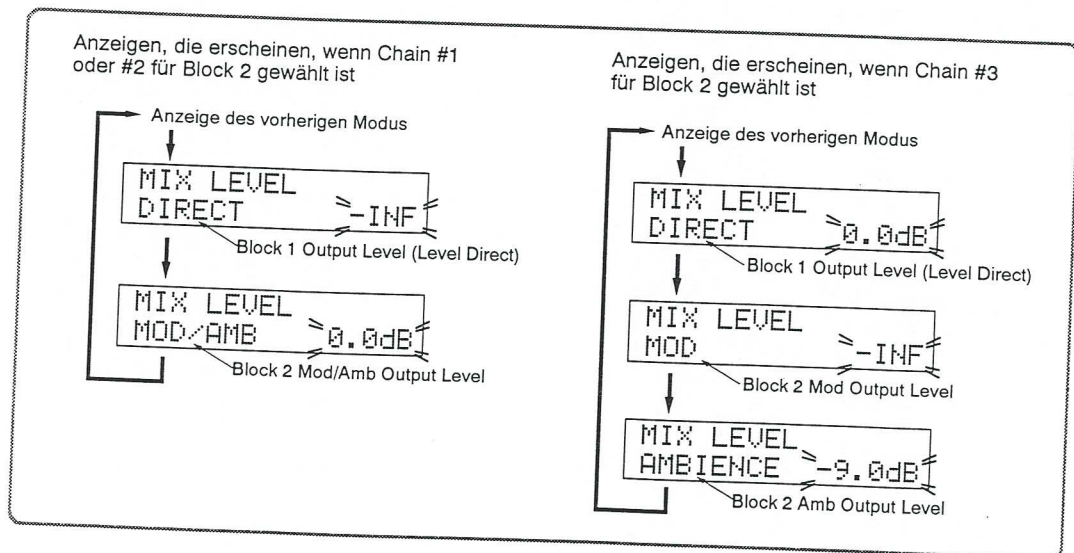 Anzeigen, die erscheinen, wenn Chain #1
oder #2 für Block 2 gewählt ist
Anzeige des vorherigen Modus
MIX LEVEL
DIRECT -INF
Block 1 Output Level (Level Direct)
MIX LEVEL
MOD/AMB 0.0dB
Block 2 Mod/Amb Output Level
Anzeigen, die erscheinen, wenn Chain #3
für Block 2 gewählt ist
Anzeige des vorherigen Modus
MIX LEVEL
DIRECT 0.0dB
Block 1 Output Level (Level Direct)
MIX LEVEL
MOD -INF
Block 2 Mod Output Level
MIX LEVEL
AMBIENCE -9.0dB
Block 2 Amb Output Level